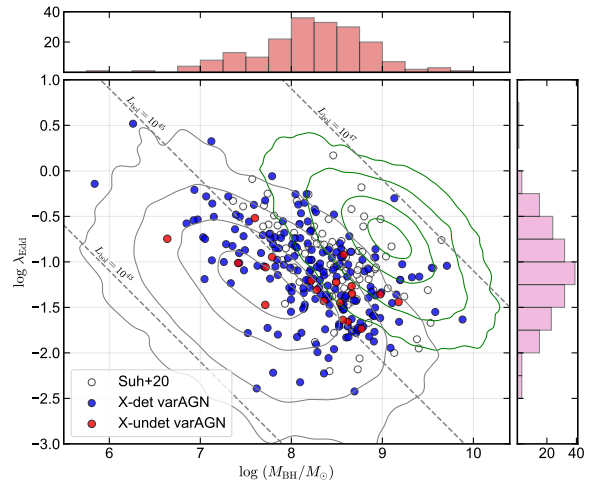 40
20
0
1.0
0.5
0.0
−0.5
−1.0
−1.5
−2.0
−2.5
−3.0
log λEdd
Lbol = 10^45
Lbol = 10^47
Lbol = 10^43
Suh+20
X-det varAGN
X-undet varAGN
6
7
8
9
10
log (MBH/M⊙)
20
40